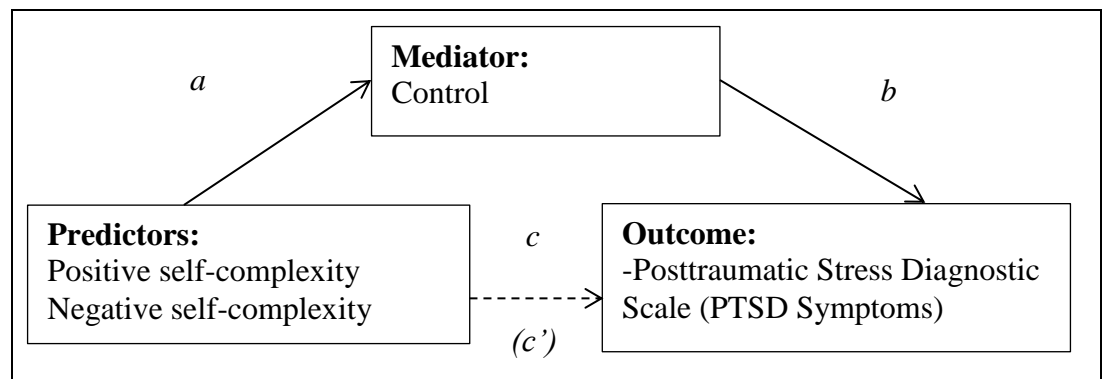 Mediator:
Control
a
b
Predictors:
Positive self-complexity
Negative self-complexity
c
(c’)
Outcome:
-Posttraumatic Stress Diagnostic
Scale (PTSD Symptoms)